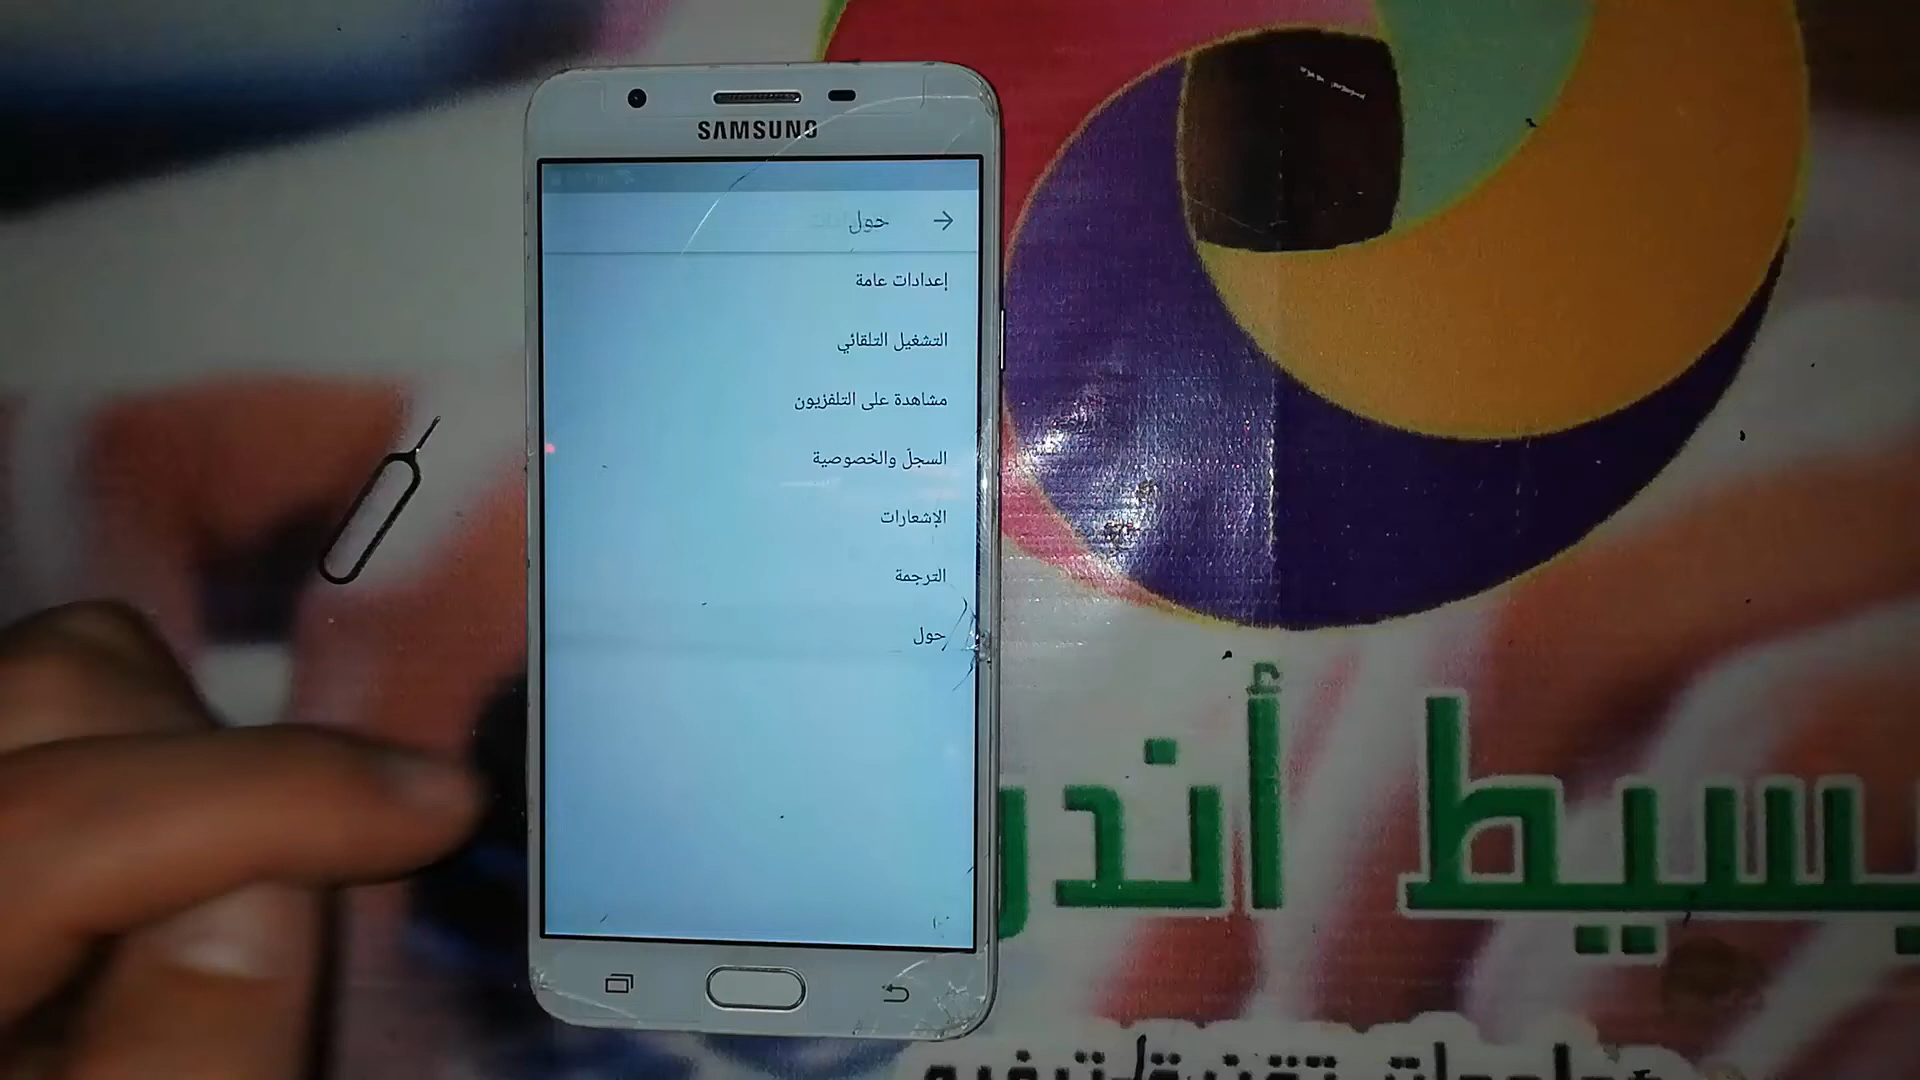 SAMSUNG
حول
إعدادات عامة
التشغيل التلقائي
مشاهدة على التلفزيون
السجلّ والخصوصية
الإشعارات
الترجمة
حول
بسيط أندر